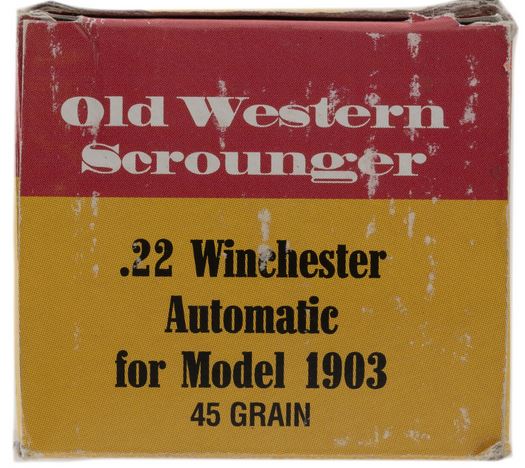 Old Western
Scrounger
.22 Winchester
Automatic
for Model 1903
45 GRAIN